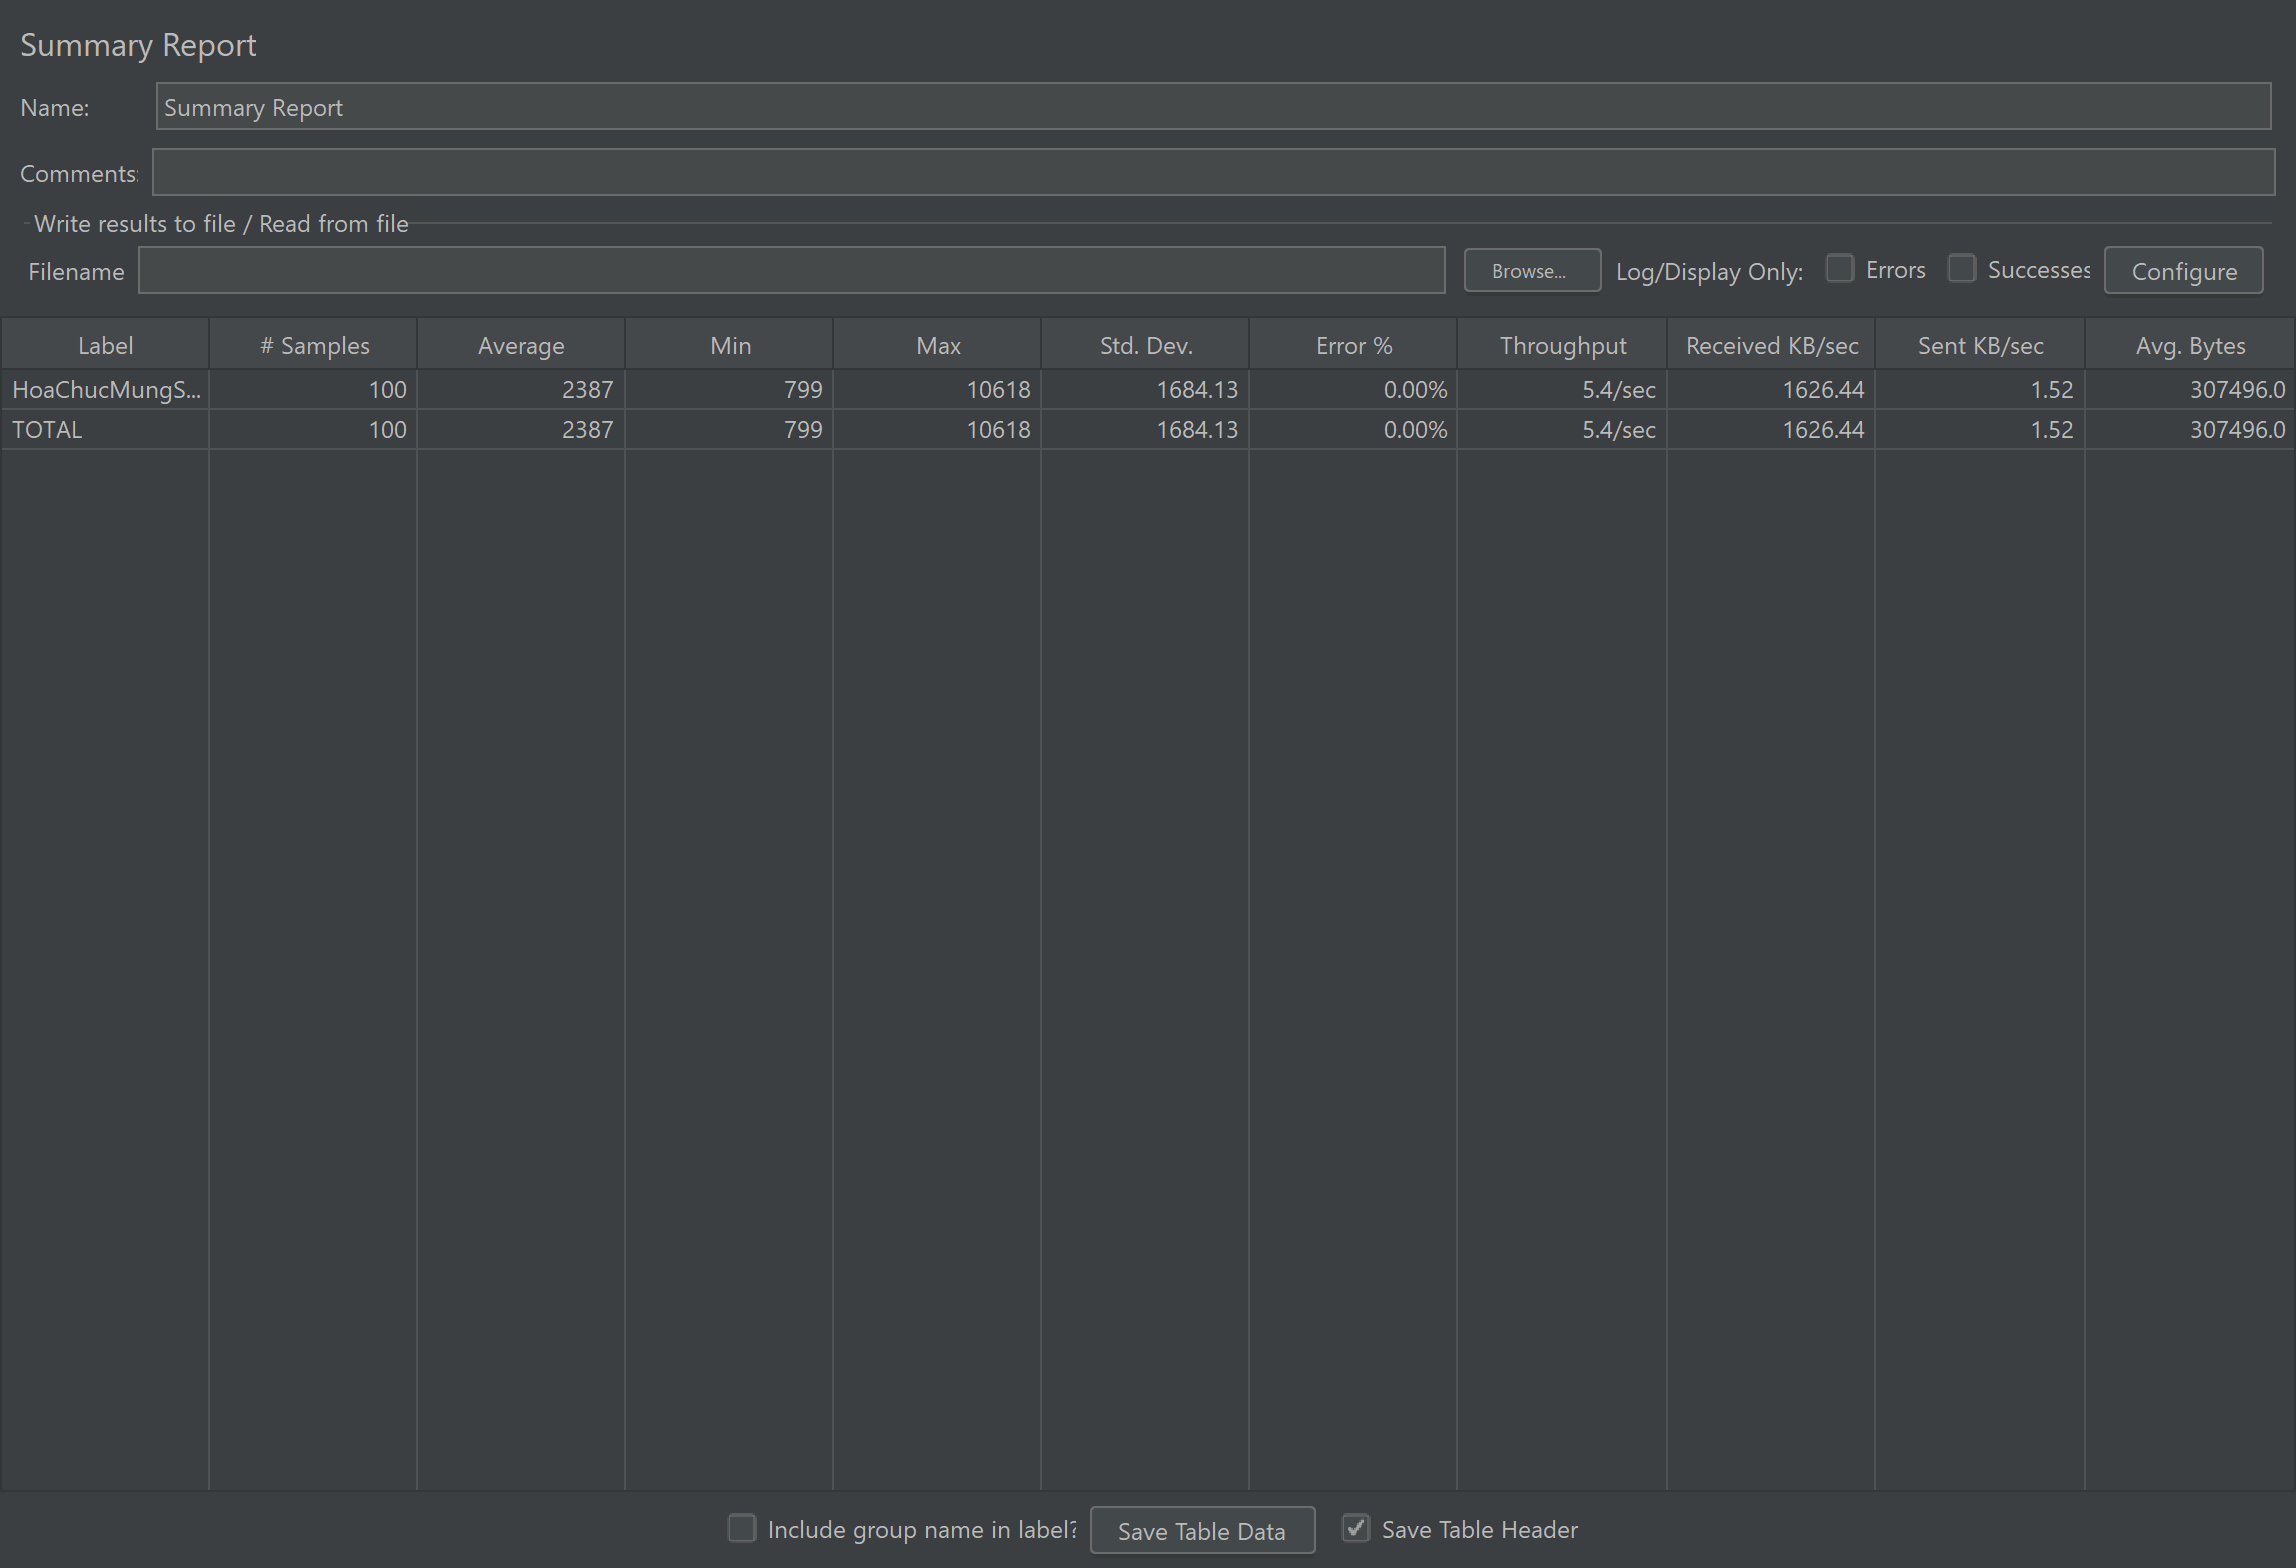 Summary Report
Name: Summary Report
Comments:
Write results to file / Read from file
Filename Browse... Log/Display Only: Errors Successes Configure
Label # Samples Average Min Max Std. Dev. Error % Throughput Received KB/sec Sent KB/sec Avg. Bytes
HoaChucMungS... 100 2387 799 10618 1684.13 0.00% 5.4/sec 1626.44 1.52 307496.0
TOTAL 100 2387 799 10618 1684.13 0.00% 5.4/sec 1626.44 1.52 307496.0
Include group name in label? Save Table Data Save Table Header